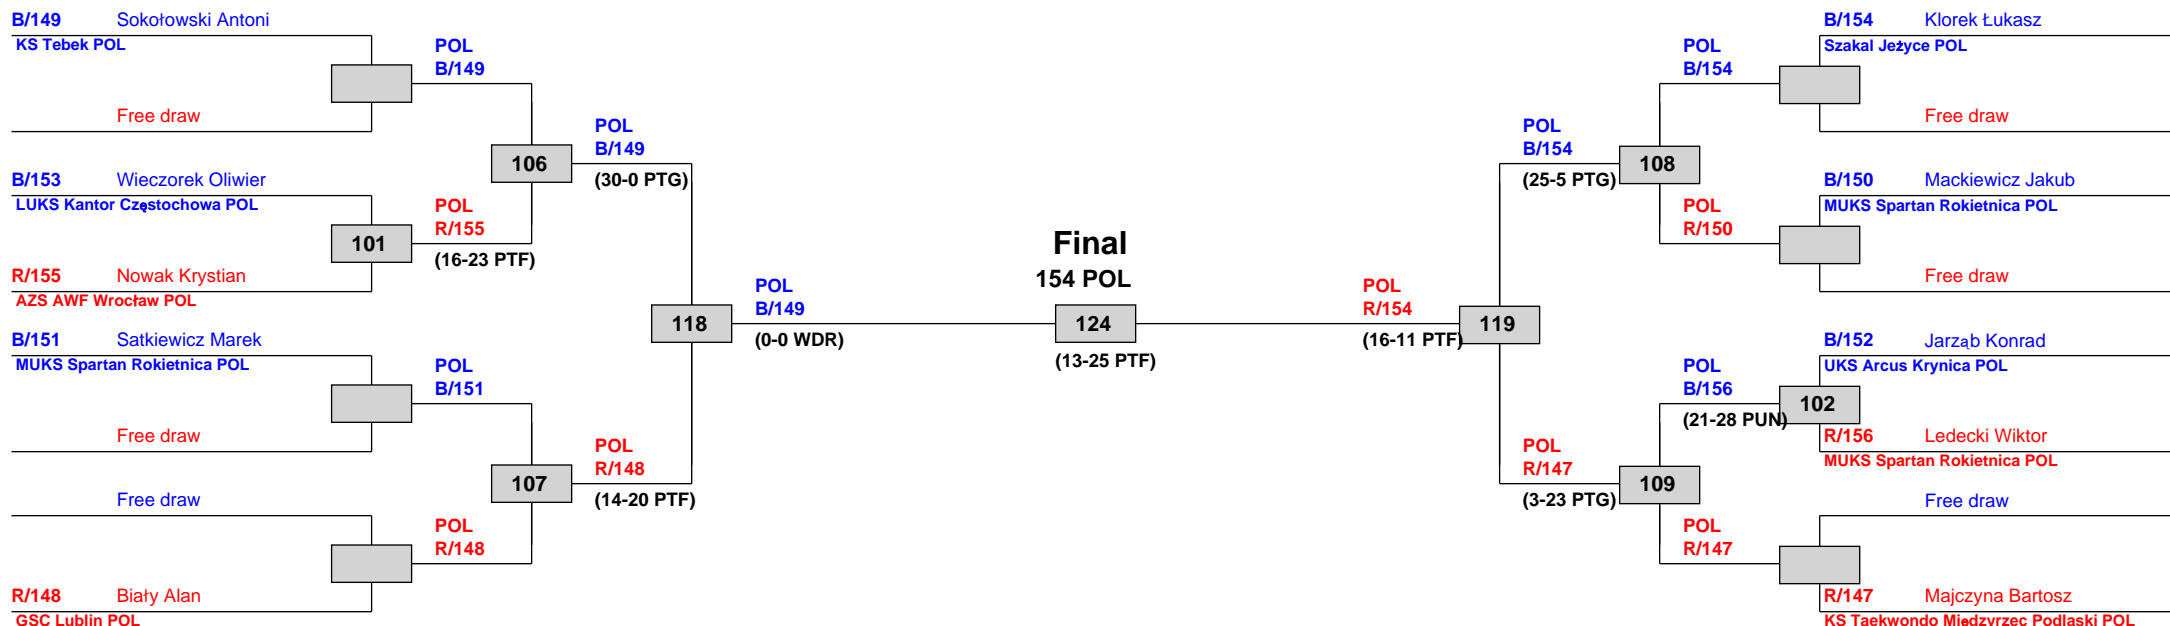 B/149 Sokołowski Antoni
KS Tebek POL
POL
B/149
Free draw
POL
B/149
106
(30-0 PTG)
B/153 Wieczorek Oliwier
LUKS Kantor Częstochowa POL
POL
R/155
101
(16-23 PTF)
R/155 Nowak Krystian
AZS AWF Wrocław POL
POL
B/149
118
(0-0 WDR)
B/151 Satkiewicz Marek
MUKS Spartan Rokietnica POL
POL
B/151
Free draw
POL
R/148
107
(14-20 PTF)
Free draw
POL
R/148
R/148 Biały Alan
GSC Lublin POL
Final
154 POL
124
(13-25 PTF)
B/154 Klorek Łukasz
Szakal Jeżyce POL
POL
B/154
Free draw
POL
B/154
108
(25-5 PTG)
B/150 Mackiewicz Jakub
MUKS Spartan Rokietnica POL
POL
R/150
Free draw
POL
R/154
119
(16-11 PTF)
B/152 Jarząb Konrad
UKS Arcus Krynica POL
POL
B/156
102
(21-28 PUN)
R/156 Ledecki Wiktor
MUKS Spartan Rokietnica POL
POL
R/147
109
(3-23 PTG)
Free draw
POL
R/147
R/147 Majczyna Bartosz
KS Taekwondo Miedzyrzec Podlaski POL